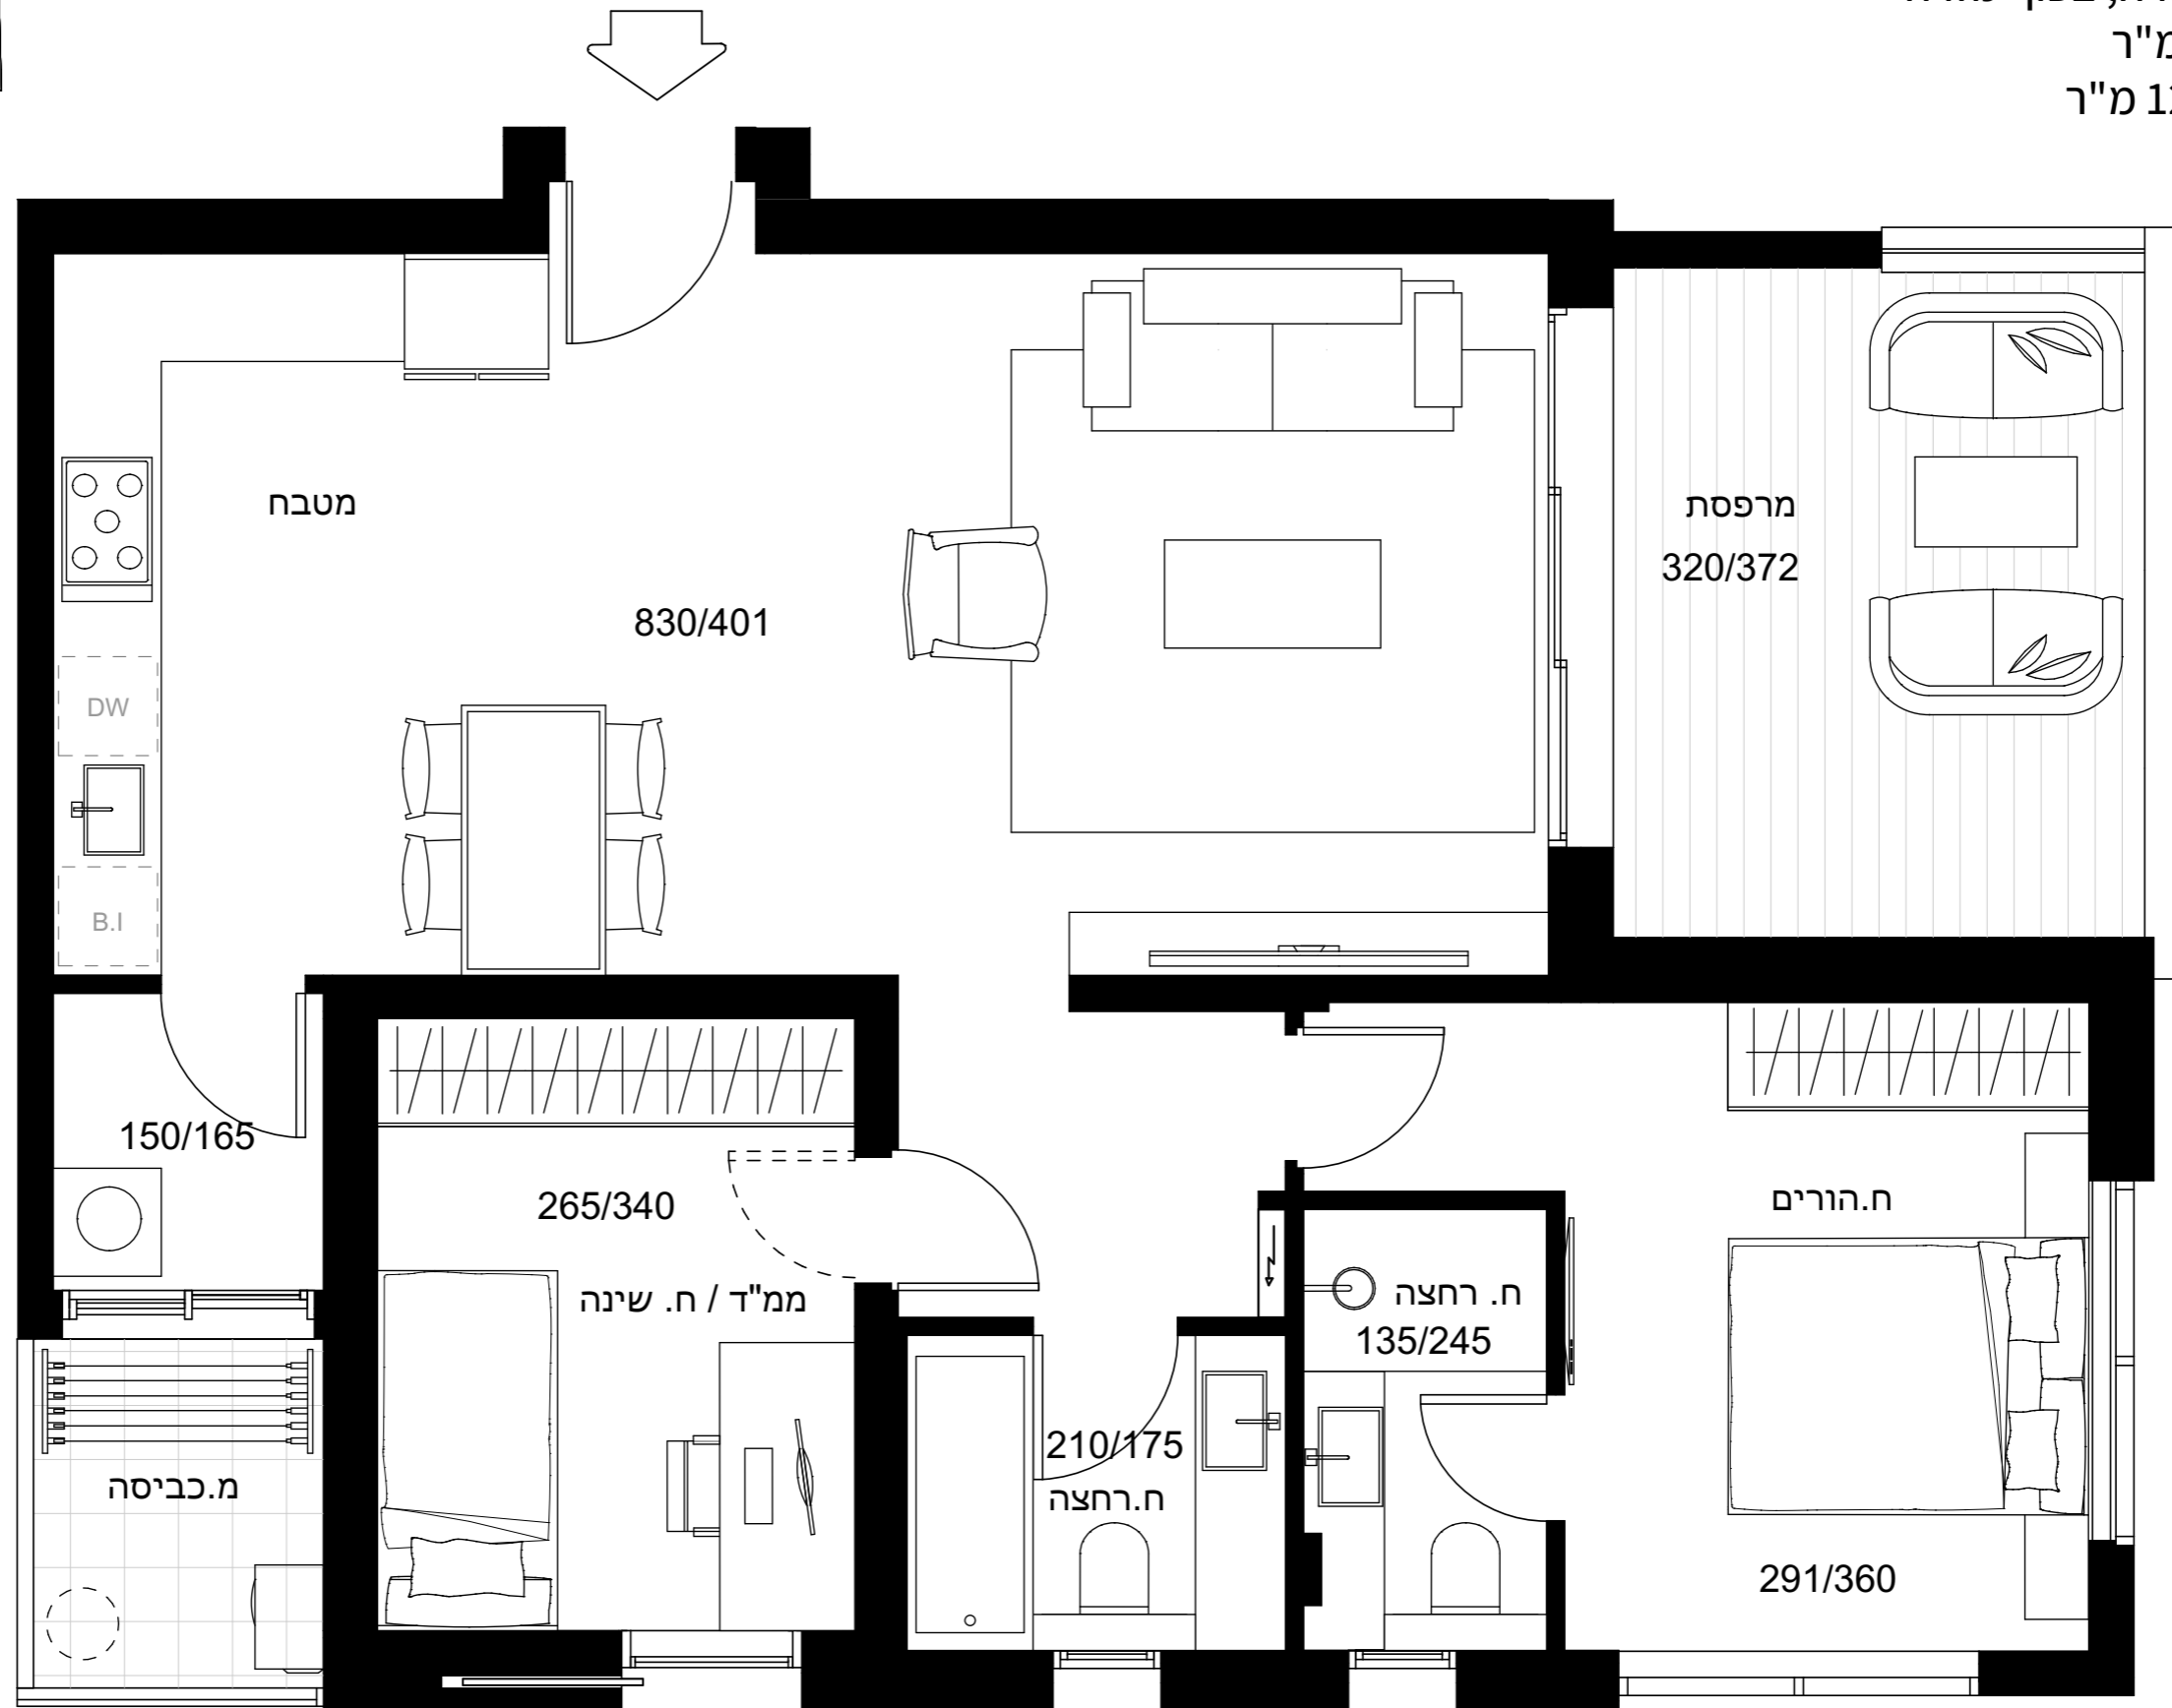 מ"ר
מ"ר
מטבח
830/401
מרפסת
320/372
DW
B.I
150/165
265/340
ממ"ד / ח. שינה
ח.הורים
ח. רחצה
135/245
210/175
ח.רחצה
מ.כביסה
291/360